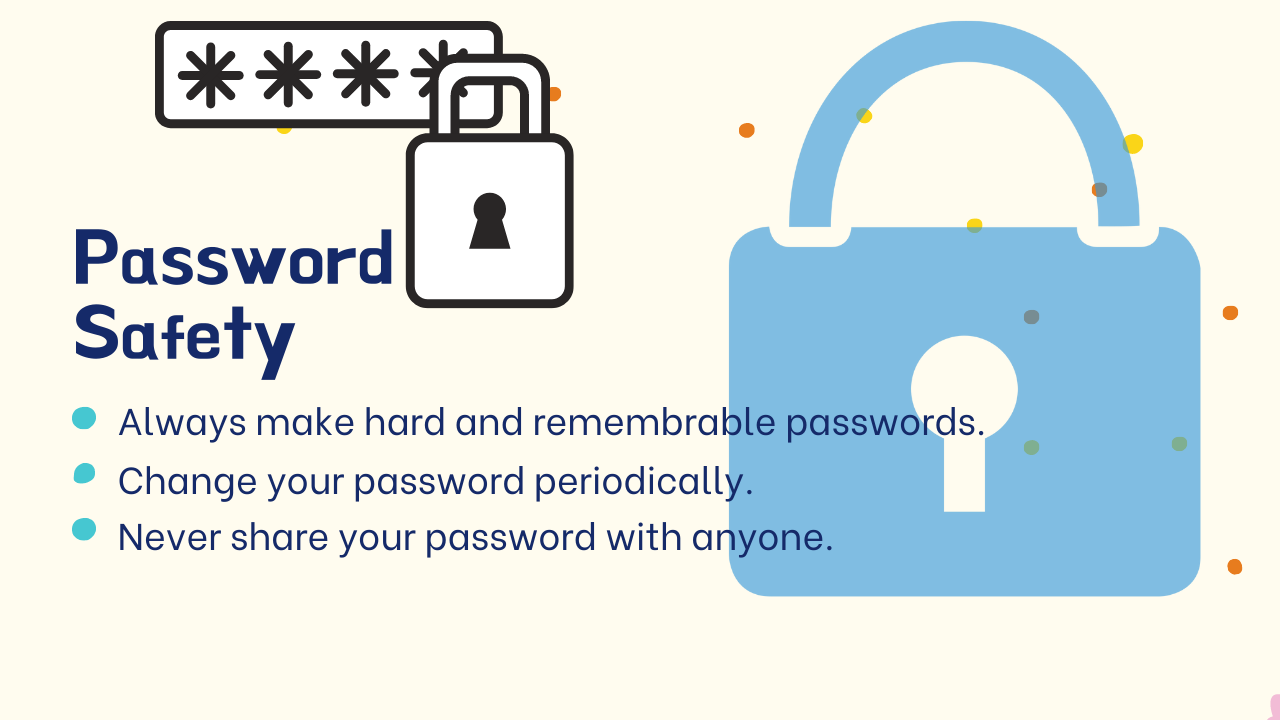 Password
Safety
Always make hard and remembrable passwords.
Change your password periodically.
Never share your password with anyone.